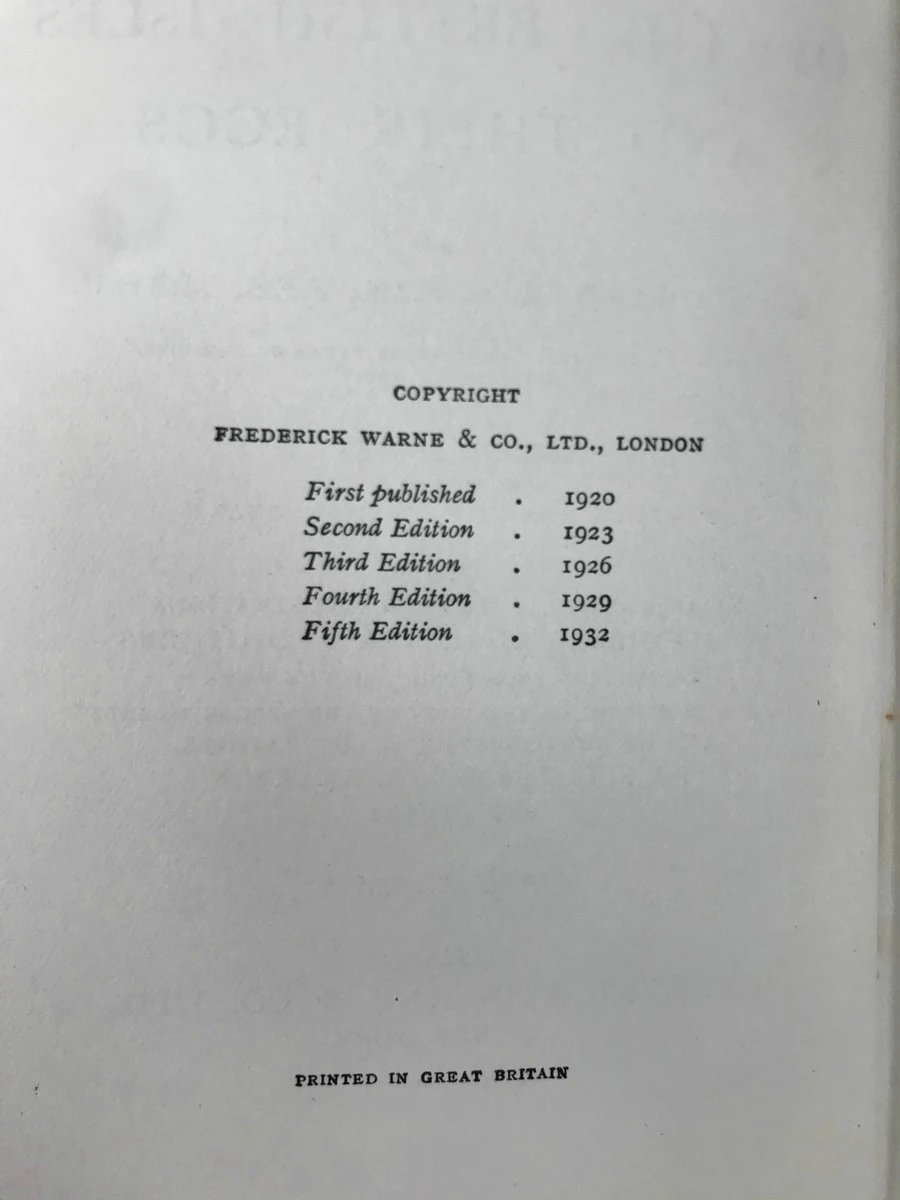 COPYRIGHT
FREDERICK WARNE & CO., LTD., LONDON
First published . 1920
Second Edition . 1923
Third Edition . 1926
Fourth Edition . 1929
Fifth Edition . 1932
PRINTED IN GREAT BRITAIN